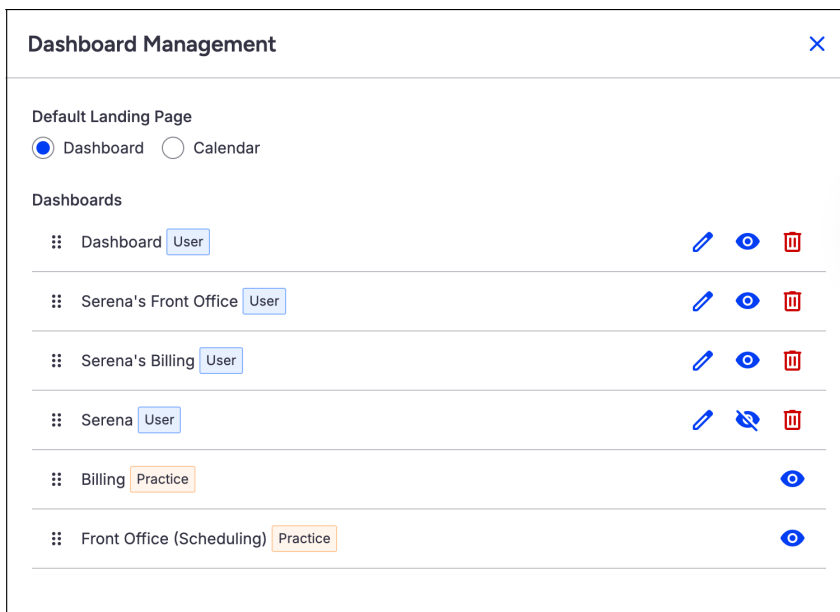 Dashboard Management
Default Landing Page
Dashboard Calendar
Dashboards
Dashboard User
Serena's Front Office User
Serena's Billing User
Serena User
Billing Practice
Front Office (Scheduling) Practice